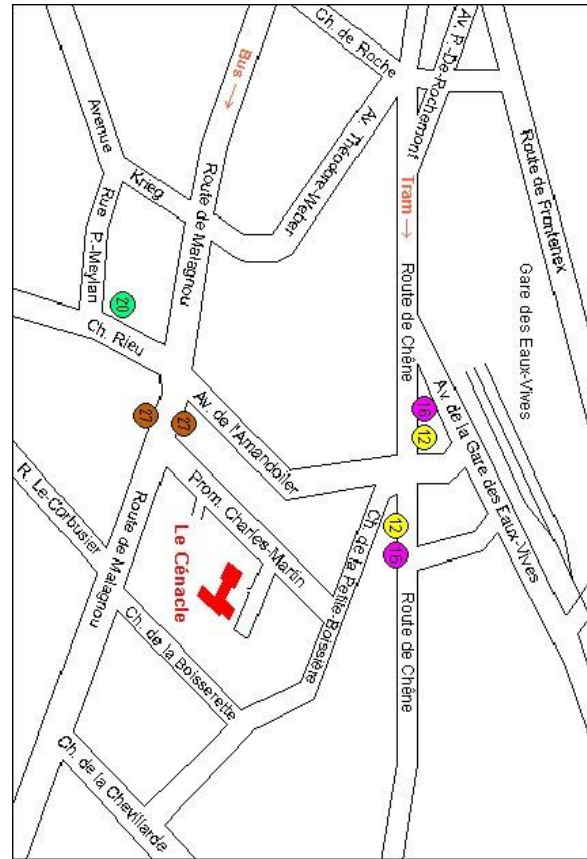 Route de Frontenex
Av. P.-De-Rochemont
Ch. de Roche
Bus →
Tram →
Av. Théodore-Weber
Route de Malagnou
Route de Chêne
Gare des Eaux-Vives
Avenue
Krieg
Rue P.-Meylan
20
Ch. Rieu
Av. de la Gare des Eaux-Vives
16
12
27
27
Av. de l'Amandolier
12
16
R. Le-Corbusier
Route de Malagnou
Prom. Charles-Martin
Le Cénacle
Ch. de la Petite-Boissière
Route de Chêne
Ch. de la Boisserette
Ch. de la Chevillarde